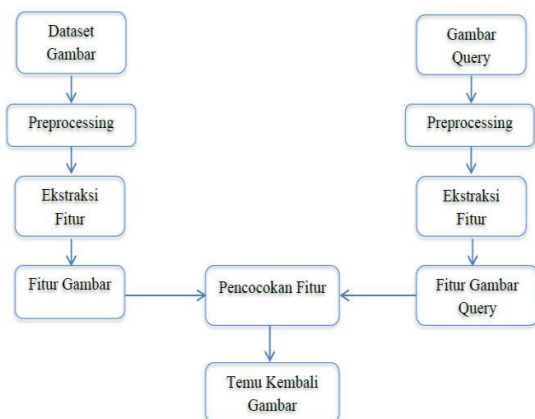 Dataset
Gambar
Preprocessing
Ekstraksi
Fitur
Fitur Gambar
Gambar
Query
Preprocessing
Ekstraksi
Fitur
Fitur Gambar
Query
Pencocokan Fitur
Temu Kembali
Gambar